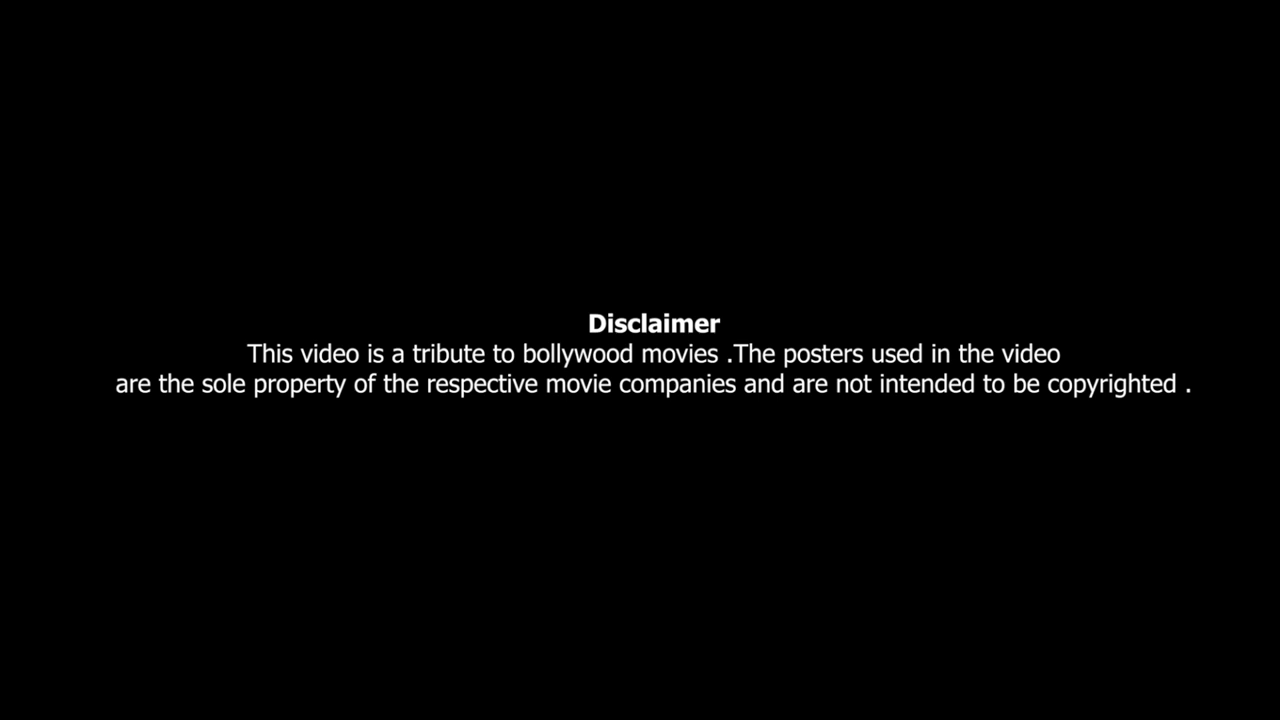 Disclaimer
This video is a tribute to bollywood movies .The posters used in the video
are the sole property of the respective movie companies and are not intended to be copyrighted .